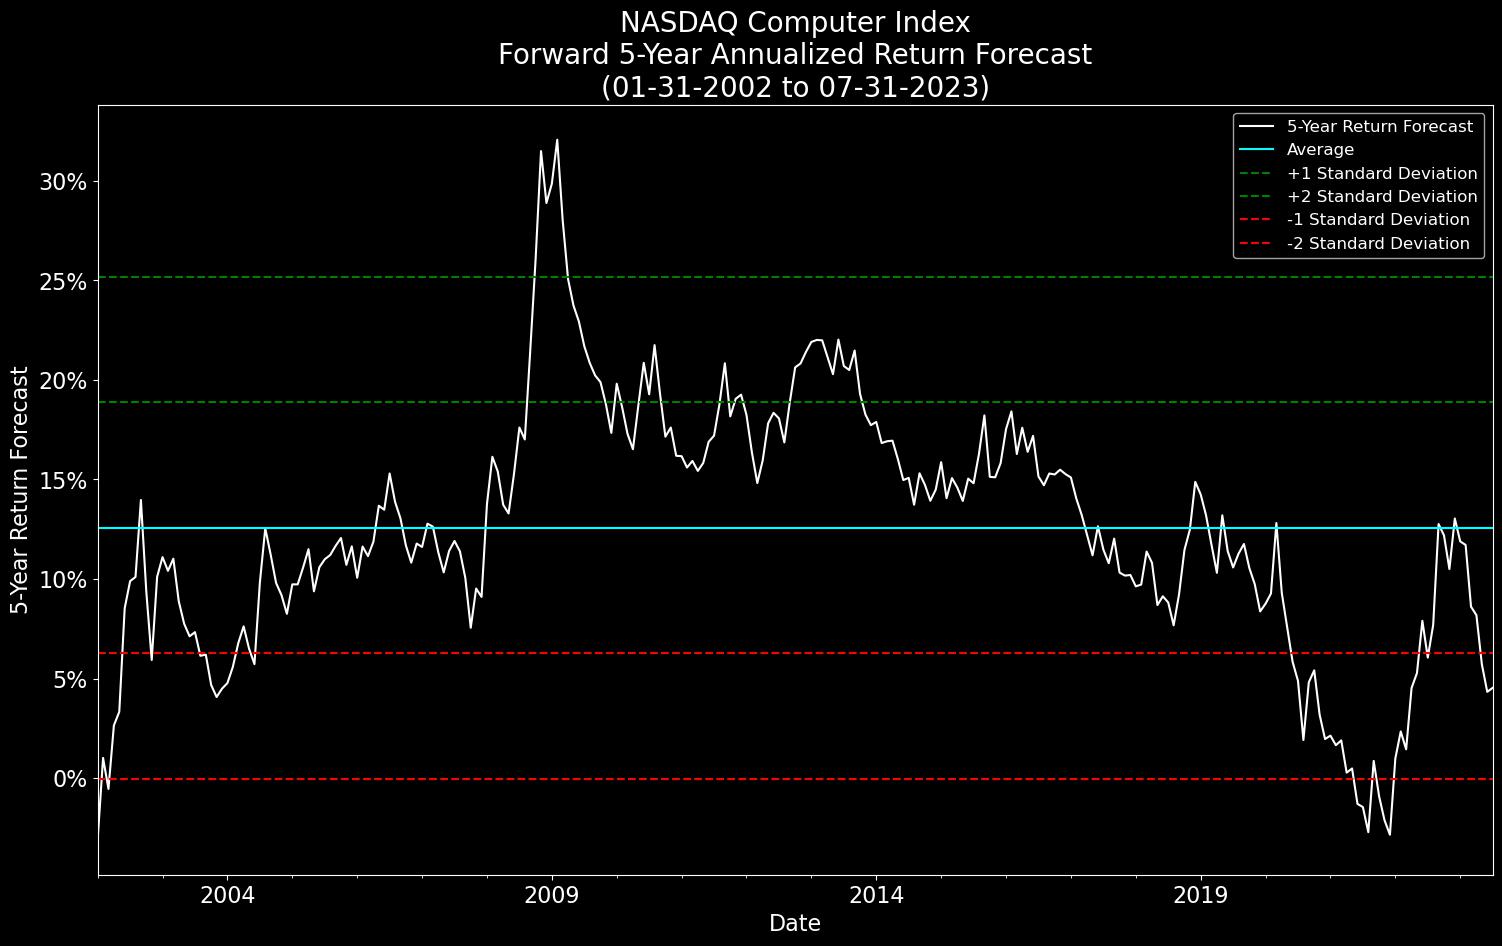 NASDAQ Computer Index
Forward 5-Year Annualized Return Forecast
(01-31-2002 to 07-31-2023)
5-Year Return Forecast
Average
+1 Standard Deviation
+2 Standard Deviation
-1 Standard Deviation
-2 Standard Deviation
30%
25%
20%
15%
10%
5%
0%
5-Year Return Forecast
2004
2009
2014
2019
Date